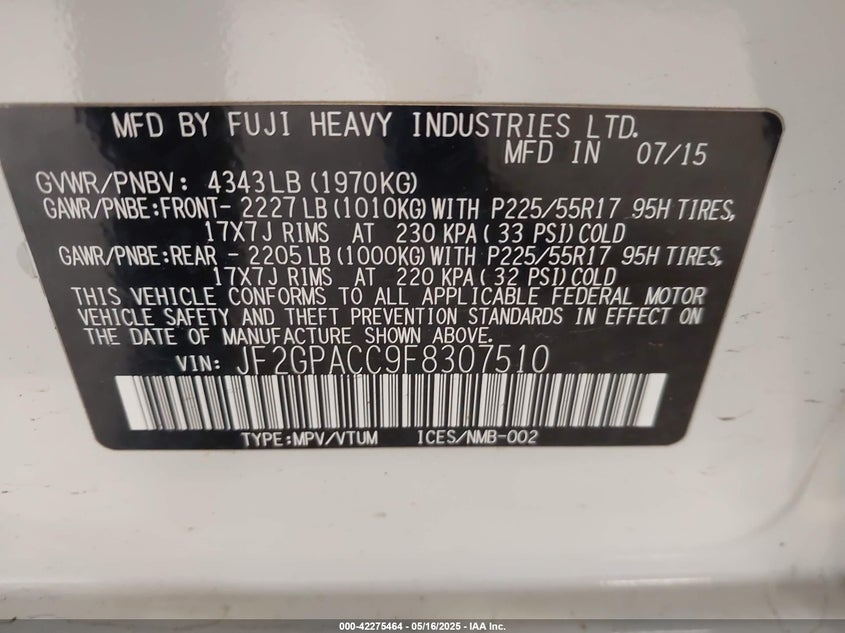 MFD BY FUJI HEAVY INDUSTRIES LTD.
MFD IN 07/15
GVWR/PNBV: 4343LB (1970KG)
GAWR/PNBE:FRONT- 2227 LB (1010KG) WITH P225/55R17 95H TIRES,
17X7J RIMS AT 230 KPA ( 33 PSI) COLD
GAWR/PNBE:REAR - 2205 LB (1000KG) WITH P225/55R17 95H TIRES,
17X7J RIMS AT 220 KPA ( 32 PSI) COLD
THIS VEHICLE CONFORMS TO ALL APPLICABLE FEDERAL MOTOR
VEHICLE SAFETY AND THEFT PREVENTION STANDARDS IN EFFECT ON
THE DATE OF MANUFACTURE SHOWN ABOVE.
VIN: JF2GPACC9F8307510
TYPE:MPV/VTUM ICES/NMB-002
000-42275464 - 05/16/2025 - IAA Inc.